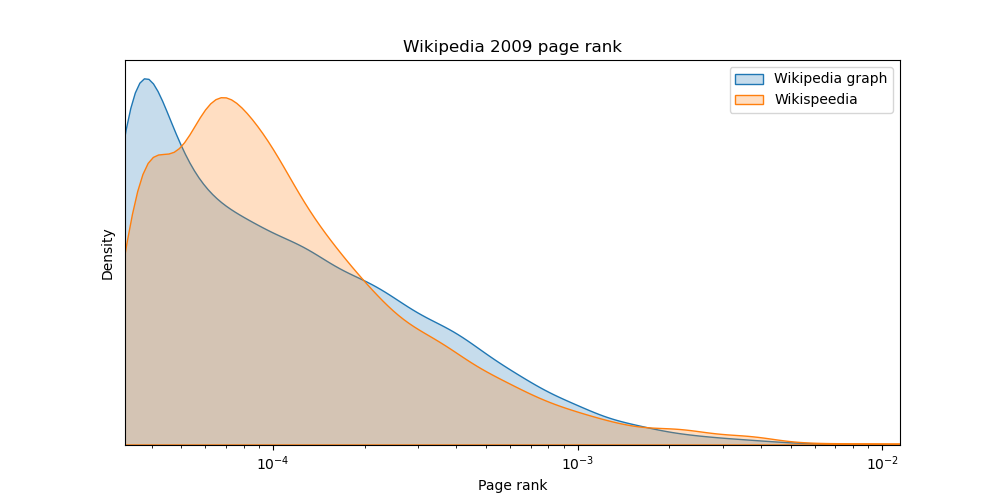 Wikipedia 2009 page rank
Wikipedia graph
Wikispeedia
Density
10⁻⁴
10⁻³
10⁻²
Page rank